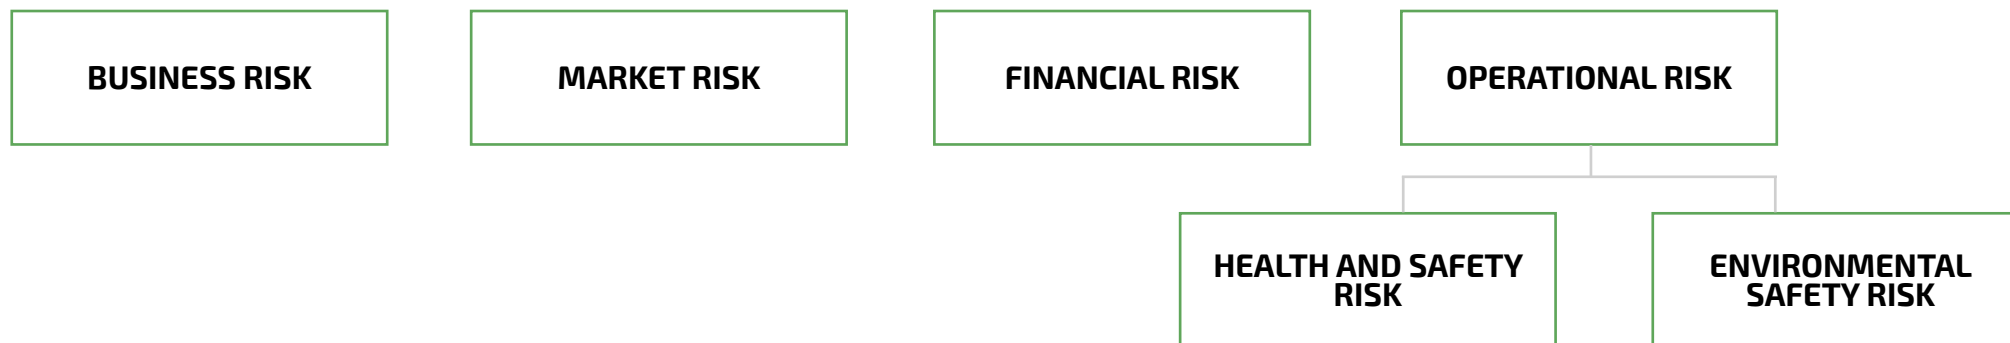 BUSINESS RISK
MARKET RISK
FINANCIAL RISK
OPERATIONAL RISK
HEALTH AND SAFETY
RISK
ENVIRONMENTAL
SAFETY RISK